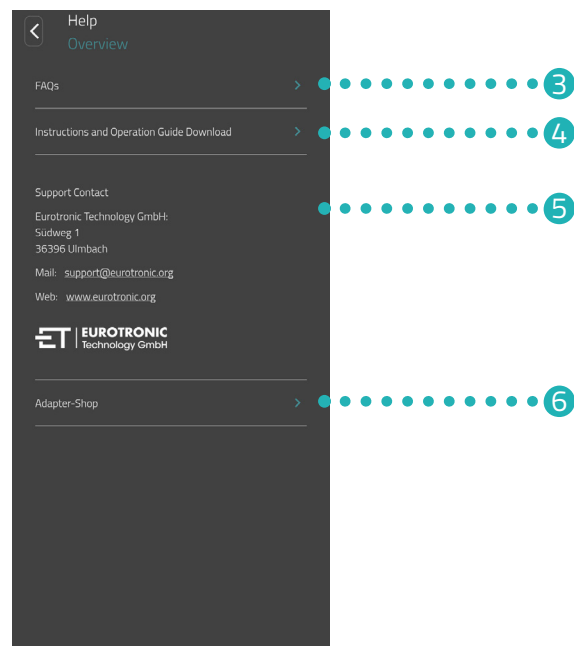 Help
Overview
FAQs
3
Instructions and Operation Guide Download
4
Support Contact
5
Eurotronic Technology GmbH:
Südweg 1
36396 Ulmbach
Mail: support@eurotronic.org
Web: www.eurotronic.org
ET EUROTRONIC
Technology GmbH
Adapter-Shop
6